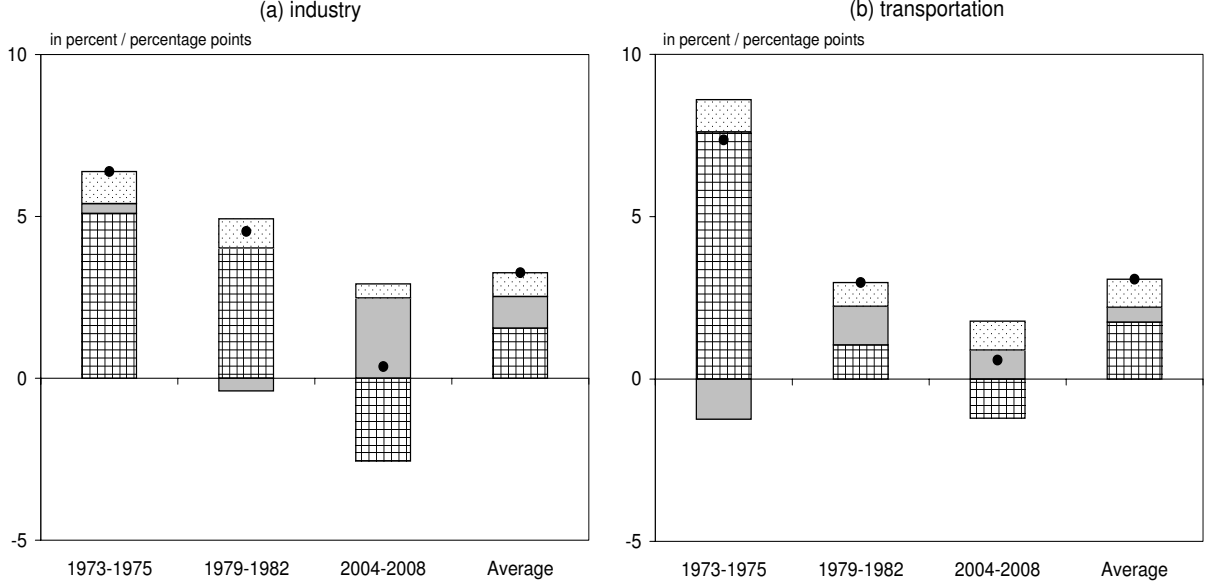 (a) industry
in percent / percentage points
10
5
0
-5
1973-1975 1979-1982 2004-2008 Average
(b) transportation
in percent / percentage points
10
5
0
-5
1973-1975 1979-1982 2004-2008 Average